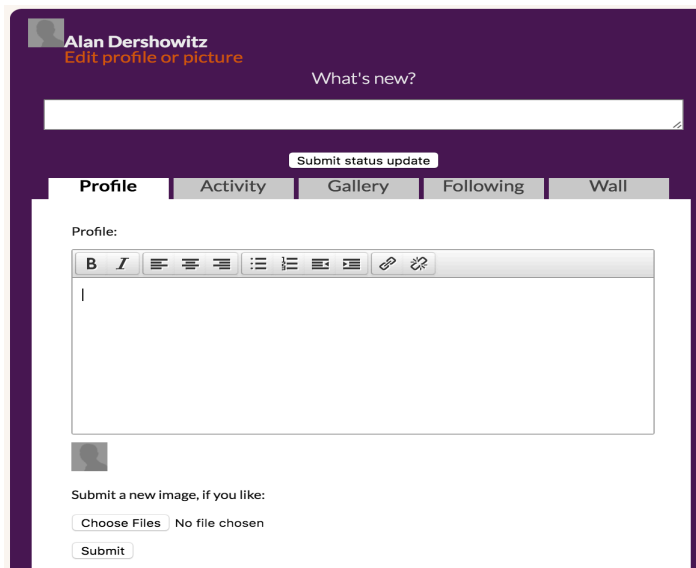 Alan Dershowitz
Edit profile or picture
What's new?
Submit status update
Profile Activity Gallery Following Wall
Profile:
B I
Submit a new image, if you like:
Choose Files No file chosen
Submit